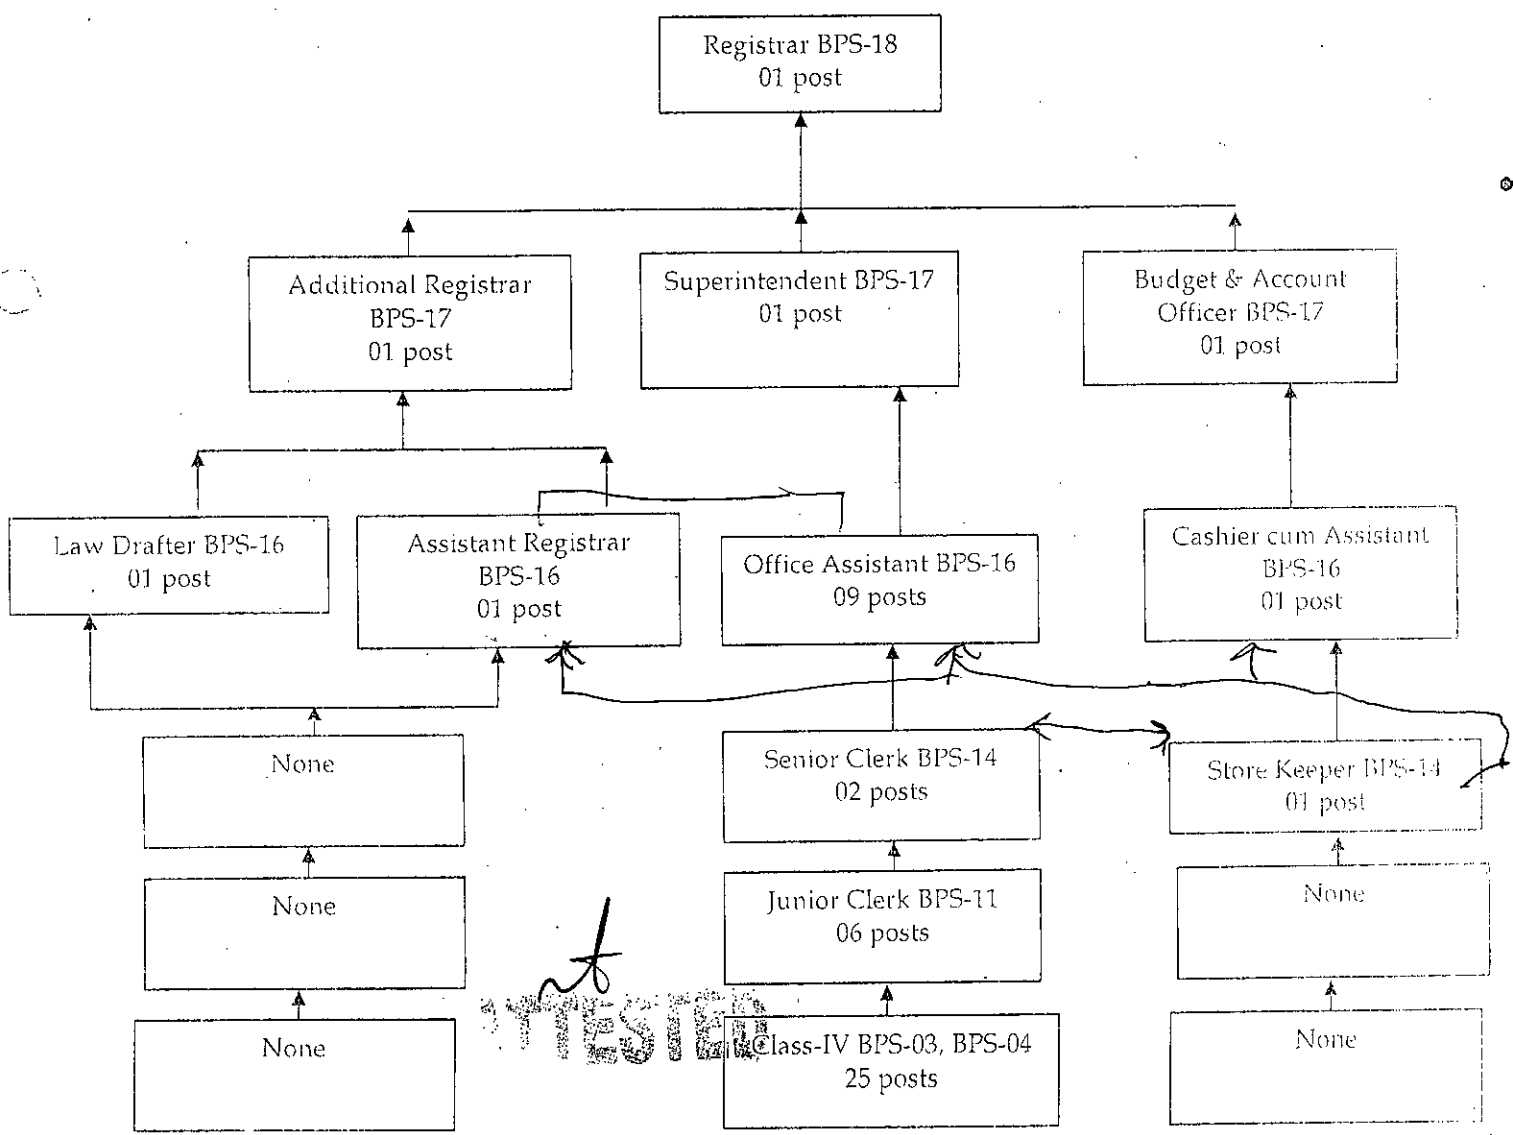 Registrar BPS-18
01 post
Additional Registrar
BPS-17
01 post
Superintendent BPS-17
01 post
Budget & Account
Officer BPS-17
01 post
Law Drafter BPS-16
01 post
Assistant Registrar
BPS-16
01 post
Office Assistant BPS-16
09 posts
Cashier cum Assistant
BPS-16
01 post
None
Senior Clerk BPS-14
02 posts
Store Keeper BPS-14
01 post
None
Junior Clerk BPS-11
06 posts
None
None
ATTESTED
Class-IV BPS-03, BPS-04
25 posts
None